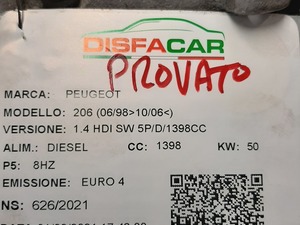 DISFACAR
PROVATO
MARCA: PEUGEOT
MODELLO: 206 (06/98>10/06<)
VERSIONE: 1.4 HDI SW 5P/D/1398CC
ALIM.: DIESEL CC: 1398 KW: 50
P5: 8HZ
EMISSIONE: EURO 4
NS: 626/2021